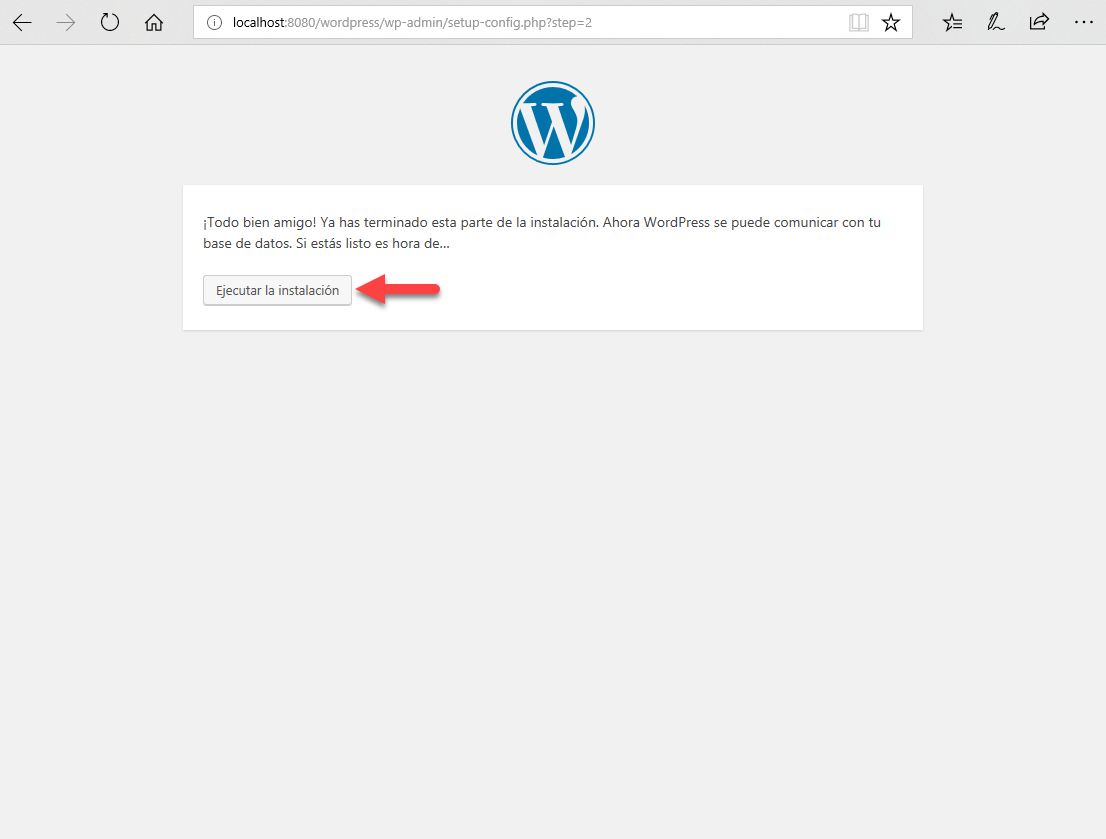 localhost:8080/wordpress/wp-admin/setup-config.php?step=2
¡Todo bien amigo! Ya has terminado esta parte de la instalación. Ahora WordPress se puede comunicar con tu
base de datos. Si estás listo es hora de...
Ejecutar la instalación